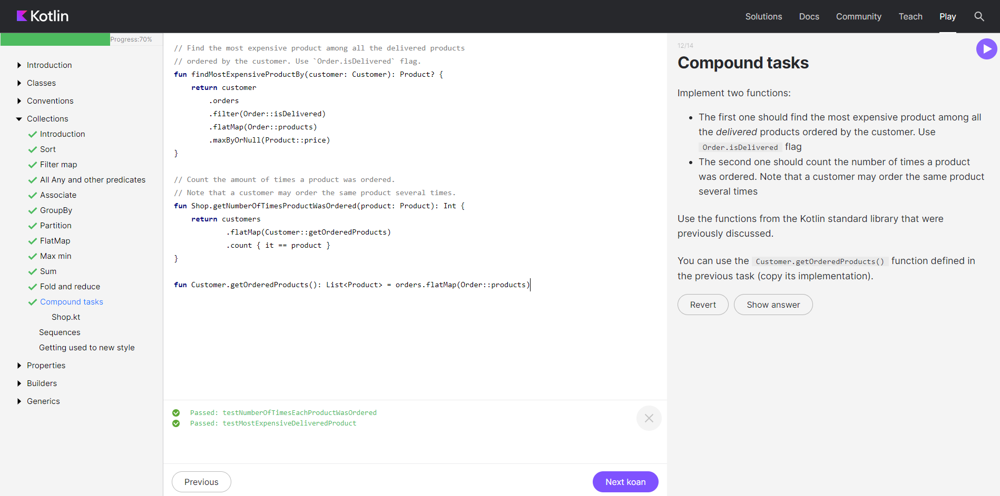 Kotlin
Solutions Docs Community Teach Play
Progress:70%
Introduction
Classes
Conventions
Collections
Introduction
Sort
Filter map
All Any and other predicates
Associate
GroupBy
Partition
FlatMap
Max min
Sum
Fold and reduce
Compound tasks
Shop.kt
Sequences
Getting used to new style
Properties
Builders
Generics
// Find the most expensive product among all the delivered products
// ordered by the customer. Use `Order.isDelivered` flag.
fun findMostExpensiveProductBy(customer: Customer): Product? {
    return customer
        .orders
        .filter(Order::isDelivered)
        .flatMap(Order::products)
        .maxByOrNull(Product::price)
}
// Count the amount of times a product was ordered.
// Note that a customer may order the same product several times.
fun Shop.getNumberOfTimesProductWasOrdered(product: Product): Int {
    return customers
            .flatMap(Customer::getOrderedProducts)
            .count { it == product }
}
fun Customer.getOrderedProducts(): List<Product> = orders.flatMap(Order::products)
Passed: testNumberOfTimesEachProductWasOrdered
Passed: testMostExpensiveDeliveredProduct
Previous
Next koan
12/14
Compound tasks
Implement two functions:
• The first one should find the most expensive product among all
the delivered products ordered by the customer. Use
Order.isDelivered flag
• The second one should count the number of times a product
was ordered. Note that a customer may order the same product
several times
Use the functions from the Kotlin standard library that were
previously discussed.
You can use the Customer.getOrderedProducts() function defined in
the previous task (copy its implementation).
Revert
Show answer